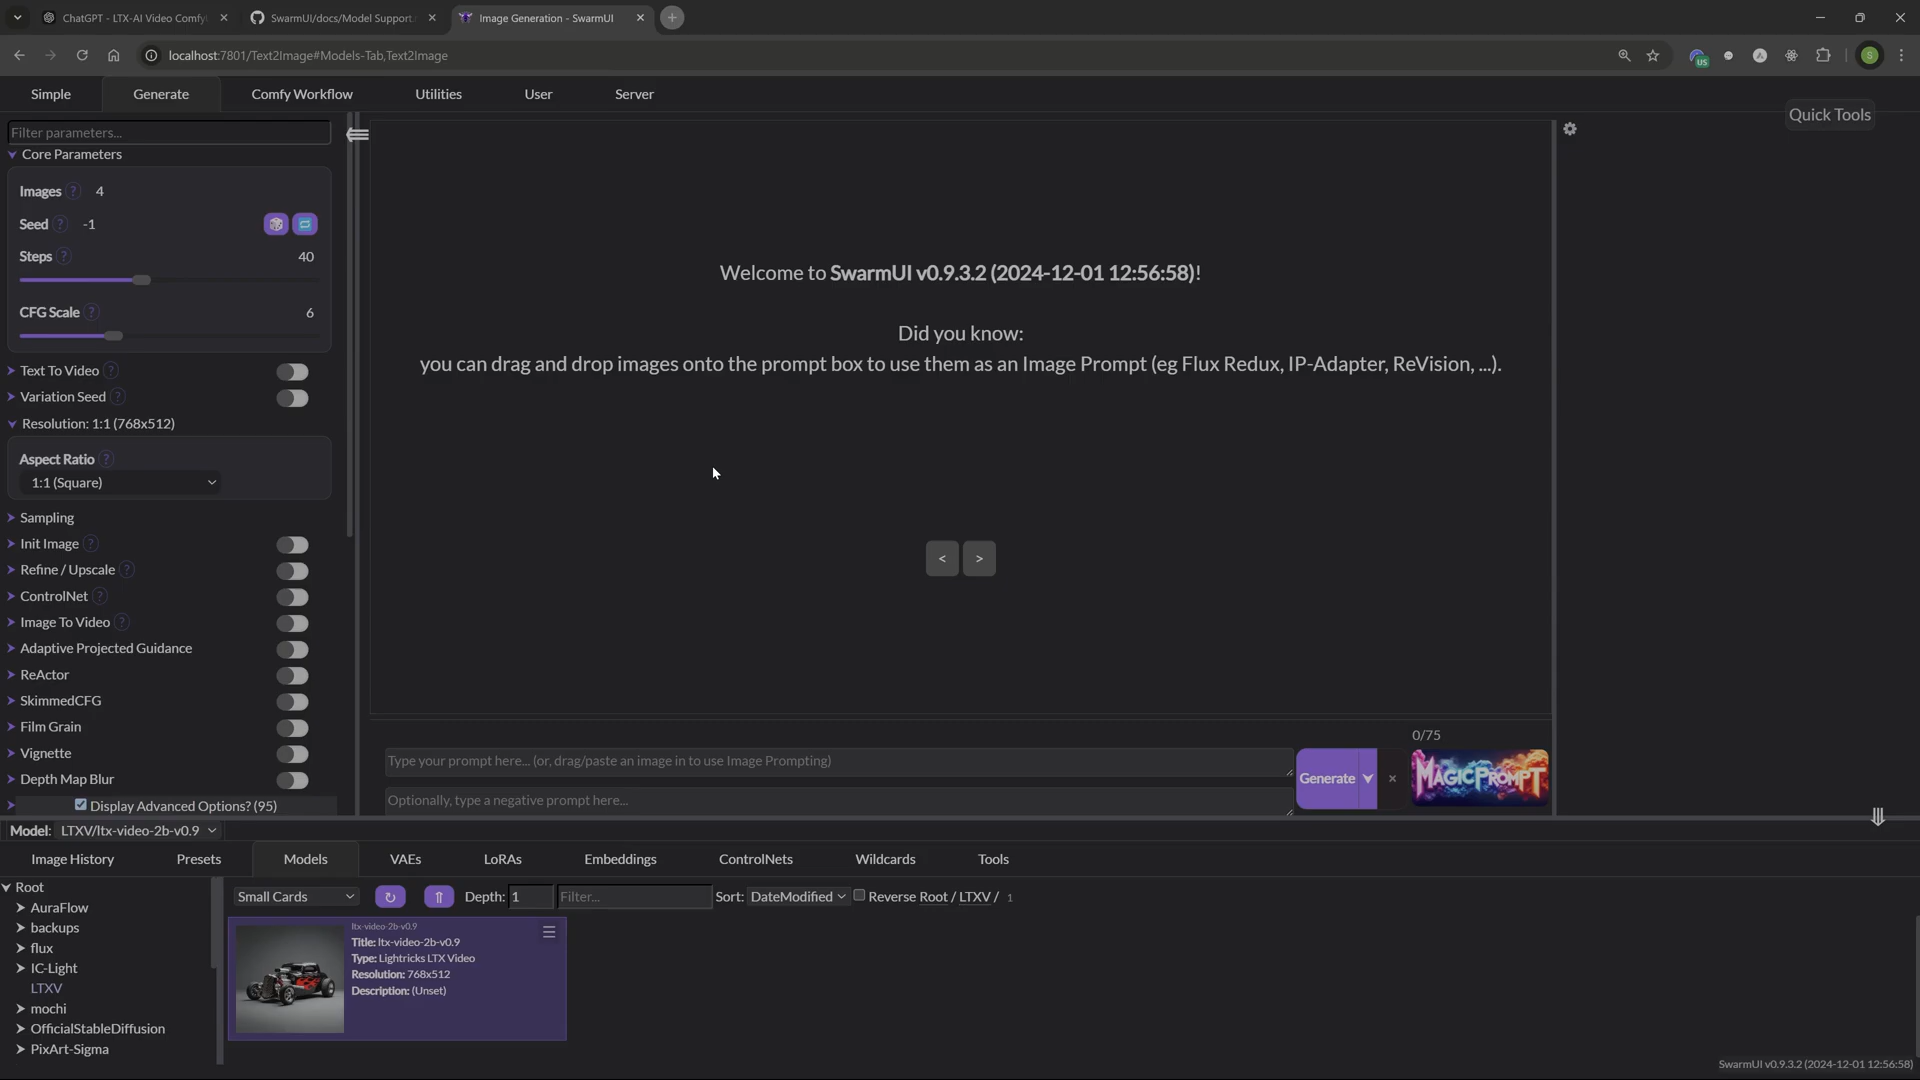 ChatGPT - LTX-AI Video Comfy
SwarmUI/docs/Model Support.
Image Generation - SwarmUI
localhost:7801/Text2Image#Models-Tab,Text2Image
US
S
Simple
Generate
Comfy Workflow
Utilities
User
Server
Quick Tools
Filter parameters...
Core Parameters
Images ? 4
Seed ? -1
Steps ? 40
CFG Scale ? 6
Text To Video ?
Variation Seed ?
Resolution: 1:1 (768x512)
Aspect Ratio ?
1:1 (Square)
Sampling
Init Image ?
Refine / Upscale ?
ControlNet ?
Image To Video ?
Adaptive Projected Guidance
ReActor
SkimmedCFG
Film Grain
Vignette
Depth Map Blur
Display Advanced Options? (95)
Welcome to SwarmUI v0.9.3.2 (2024-12-01 12:56:58)!
Did you know:
you can drag and drop images onto the prompt box to use them as an Image Prompt (eg Flux Redux, IP-Adapter, ReVision, ...).
< >
0/75
Type your prompt here... (or, drag/paste an image in to use Image Prompting)
Optionally, type a negative prompt here...
Generate
MAGICPROMPT
Model: LTXV/ltx-video-2b-v0.9
Image History
Presets
Models
VAEs
LoRAs
Embeddings
ControlNets
Wildcards
Tools
Root
AuraFlow
backups
flux
IC-Light
LTXV
mochi
OfficialStableDiffusion
PixArt-Sigma
Small Cards
Depth: 1
Filter...
Sort: DateModified
Reverse Root / LTXV / 1
ltx-video-2b-v0.9
Title: ltx-video-2b-v0.9
Type: Lightricks LTX Video
Resolution: 768x512
Description: (Unset)
SwarmUI v0.9.3.2 (2024-12-01 12:56:58)